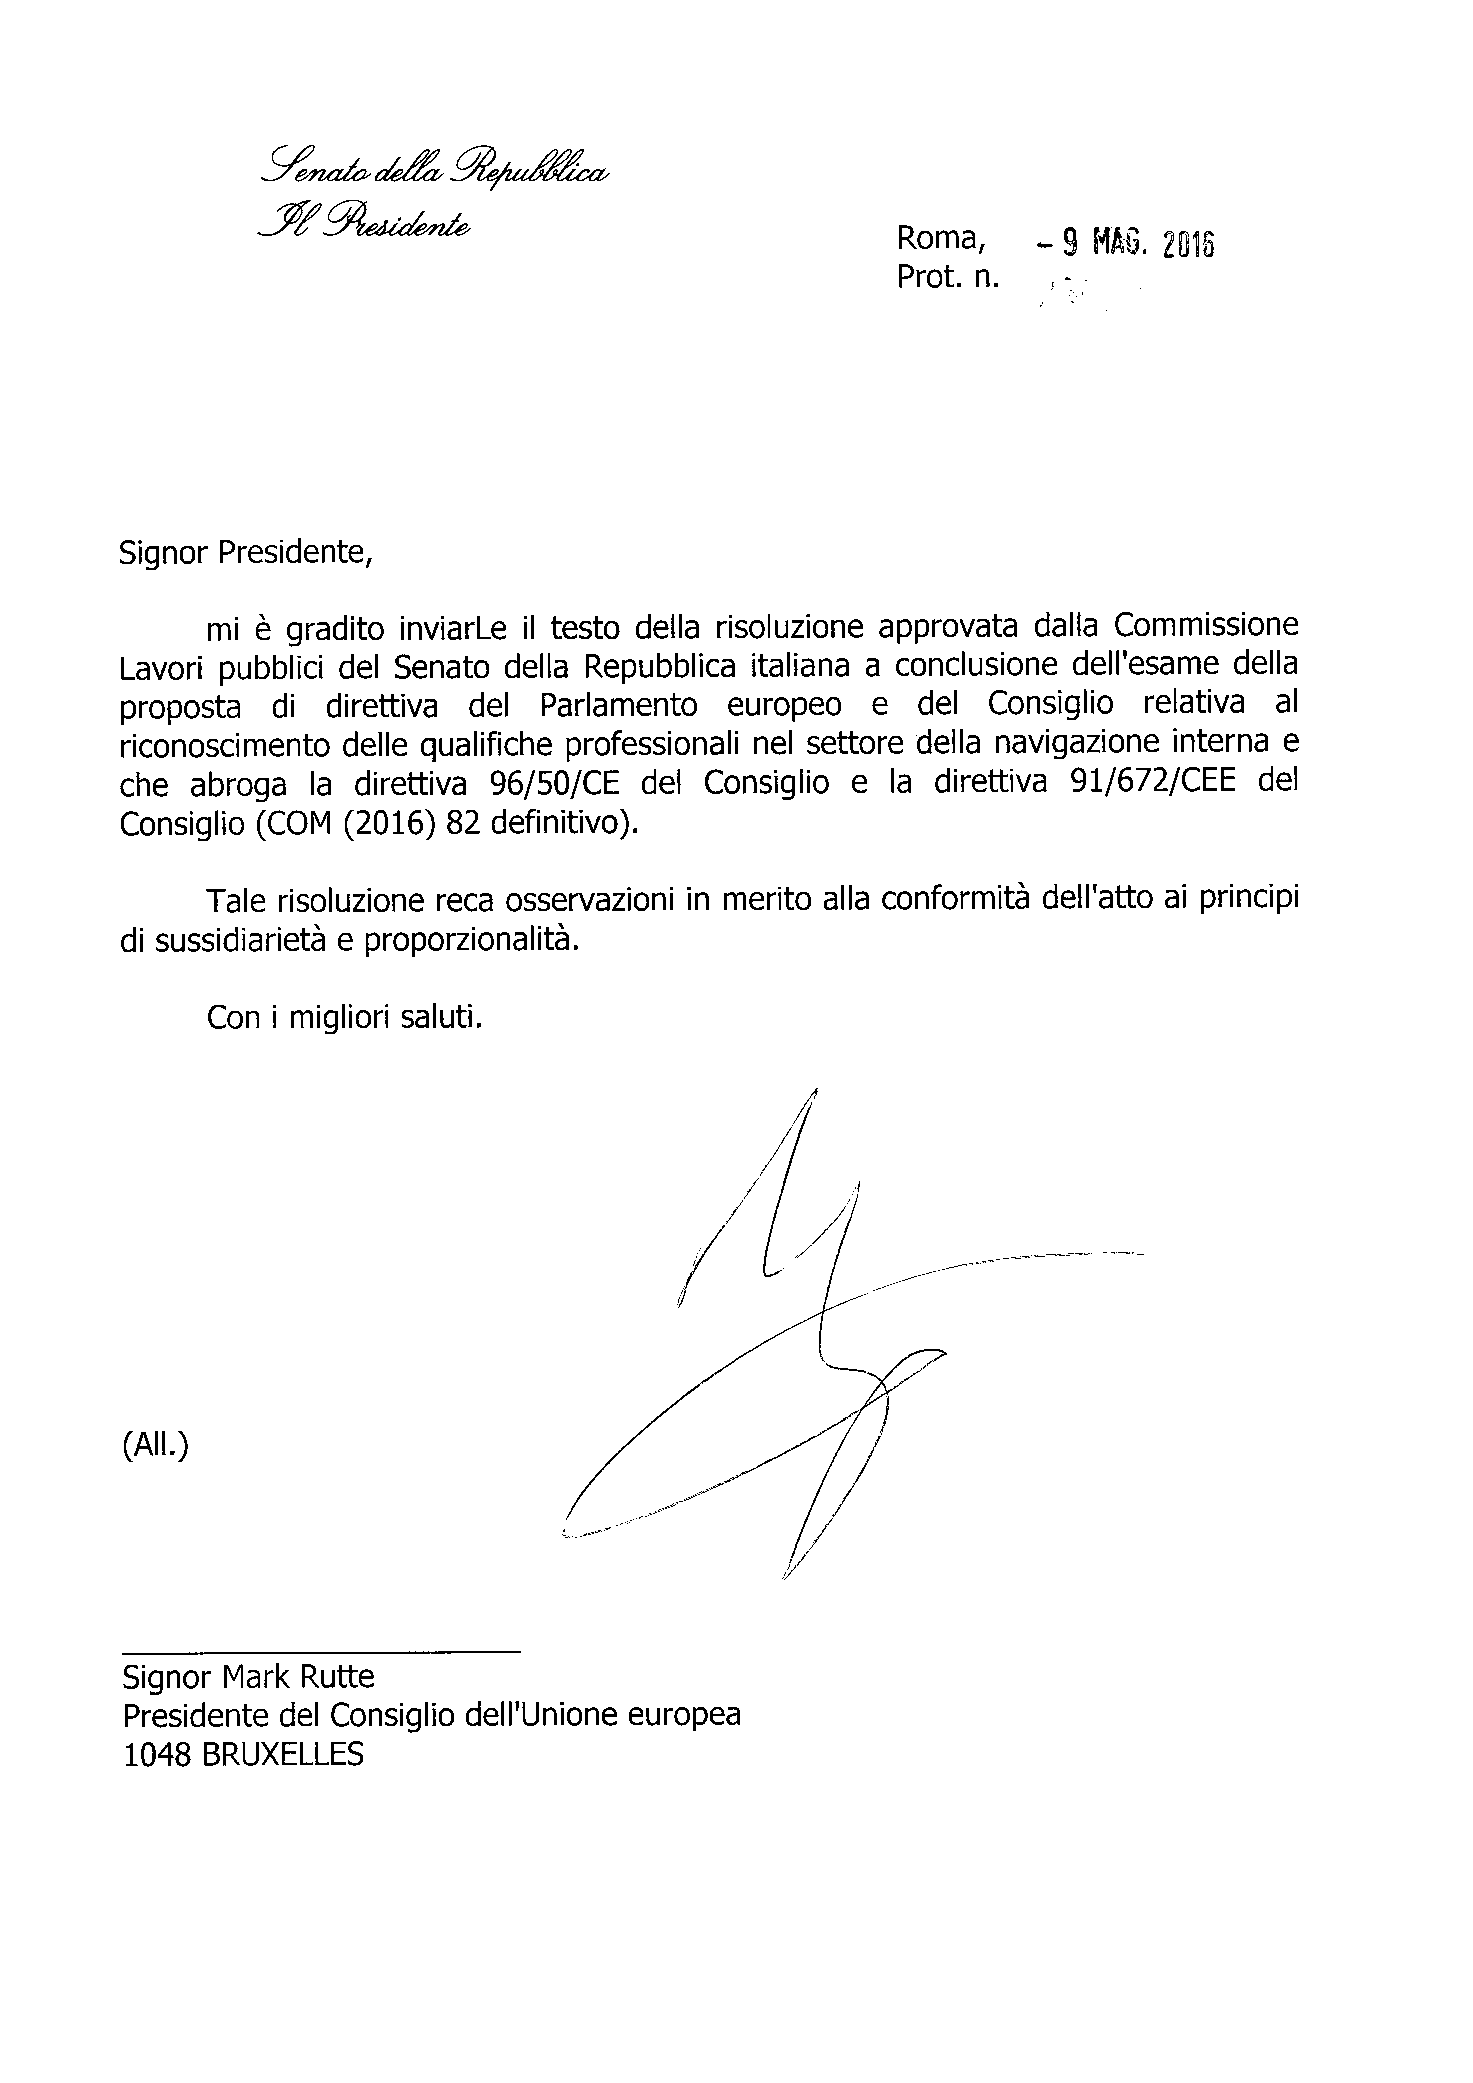 Senato della Repubblica
Il Presidente
Roma, - 9 MAG. 2016
Prot. n.
Signor Presidente,
mi è gradito inviarLe il testo della risoluzione approvata dalla Commissione
Lavori pubblici del Senato della Repubblica italiana a conclusione dell'esame della
proposta di direttiva del Parlamento europeo e del Consiglio relativa al
riconoscimento delle qualifiche professionali nel settore della navigazione interna e
che abroga la direttiva 96/50/CE del Consiglio e la direttiva 91/672/CEE del
Consiglio (COM (2016) 82 definitivo).
Tale risoluzione reca osservazioni in merito alla conformità dell'atto ai principi
di sussidiarietà e proporzionalità.
Con i migliori saluti.
(All.)
Signor Mark Rutte
Presidente del Consiglio dell'Unione europea
1048 BRUXELLES